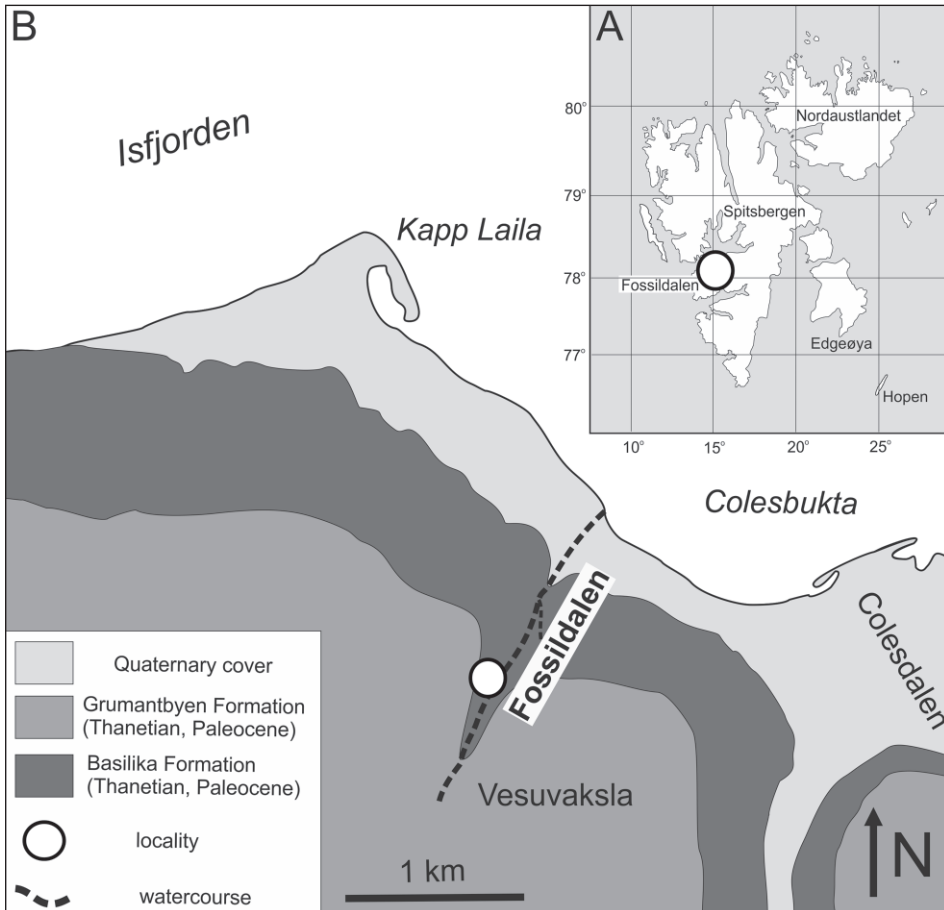 B
Isfjorden
Kapp Laila
Colesbukta
Colesdalen
Fossildalen
Vesuvaksla
Quaternary cover
Grumantbyen Formation
(Thanetian, Paleocene)
Basilika Formation
(Thanetian, Paleocene)
locality
watercourse
1 km
N
A
80°
79°
78°
77°
10°
15°
20°
25°
Nordaustlandet
Spitsbergen
Fossildalen
Edgeøya
Hopen